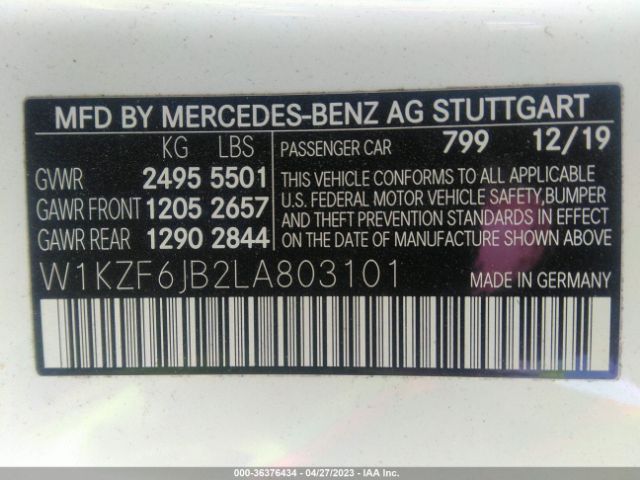 MFD BY MERCEDES-BENZ AG STUTTGART
KG LBS
GVWR 2495 5501
GAWR FRONT 1205 2657
GAWR REAR 1290 2844
PASSENGER CAR 799 12/19
THIS VEHICLE CONFORMS TO ALL APPLICABLE
U.S. FEDERAL MOTOR VEHICLE SAFETY, BUMPER
AND THEFT PREVENTION STANDARDS IN EFFECT
ON THE DATE OF MANUFACTURE SHOWN ABOVE
W1KZF6JB2LA803101
MADE IN GERMANY
000-36376434 - 04/27/2023 - IAA Inc.